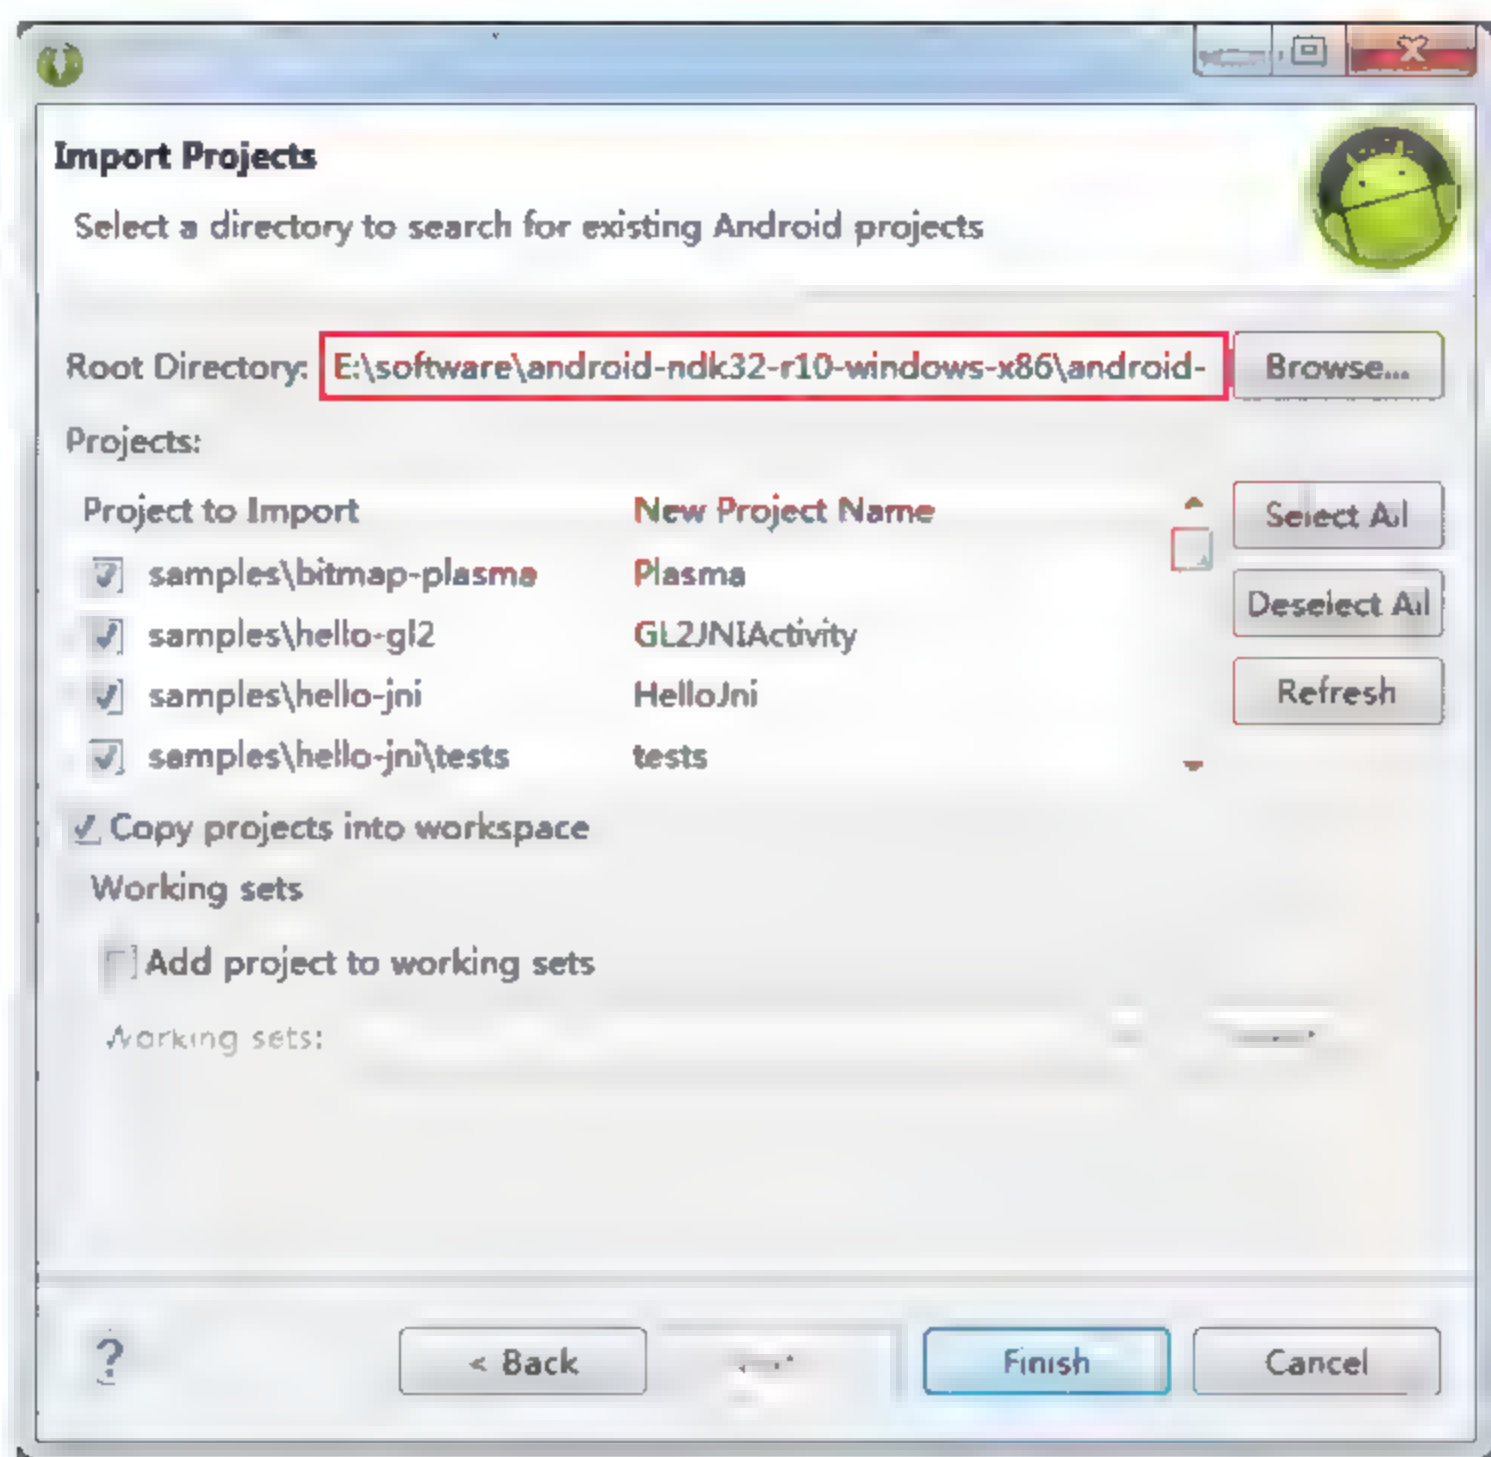 Import Projects
Select a directory to search for existing Android projects
Root Directory: E:\software\android-ndk32-r10-windows-x86\android- Browse...
Projects:
Project to Import New Project Name Select All
samples\bitmap-plasma Plasma
Deselect All
samples\hello-gl2 GL2JNIActivity
samples\hello-jni HelloJni Refresh
samples\hello-jni\tests tests
Copy projects into workspace
Working sets
Add project to working sets
Working sets:
? < Back Finish Cancel